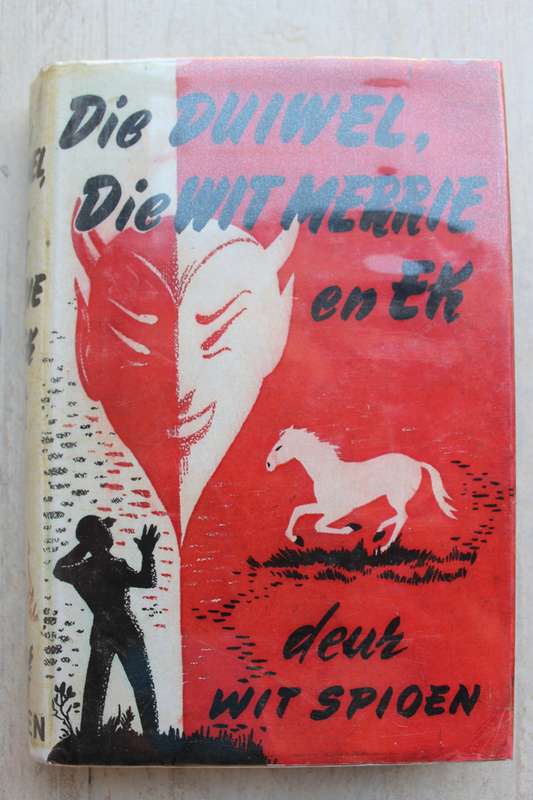 Die DUIWEL,
Die WIT MERRIE
en EK
deur
WIT SPIOEN